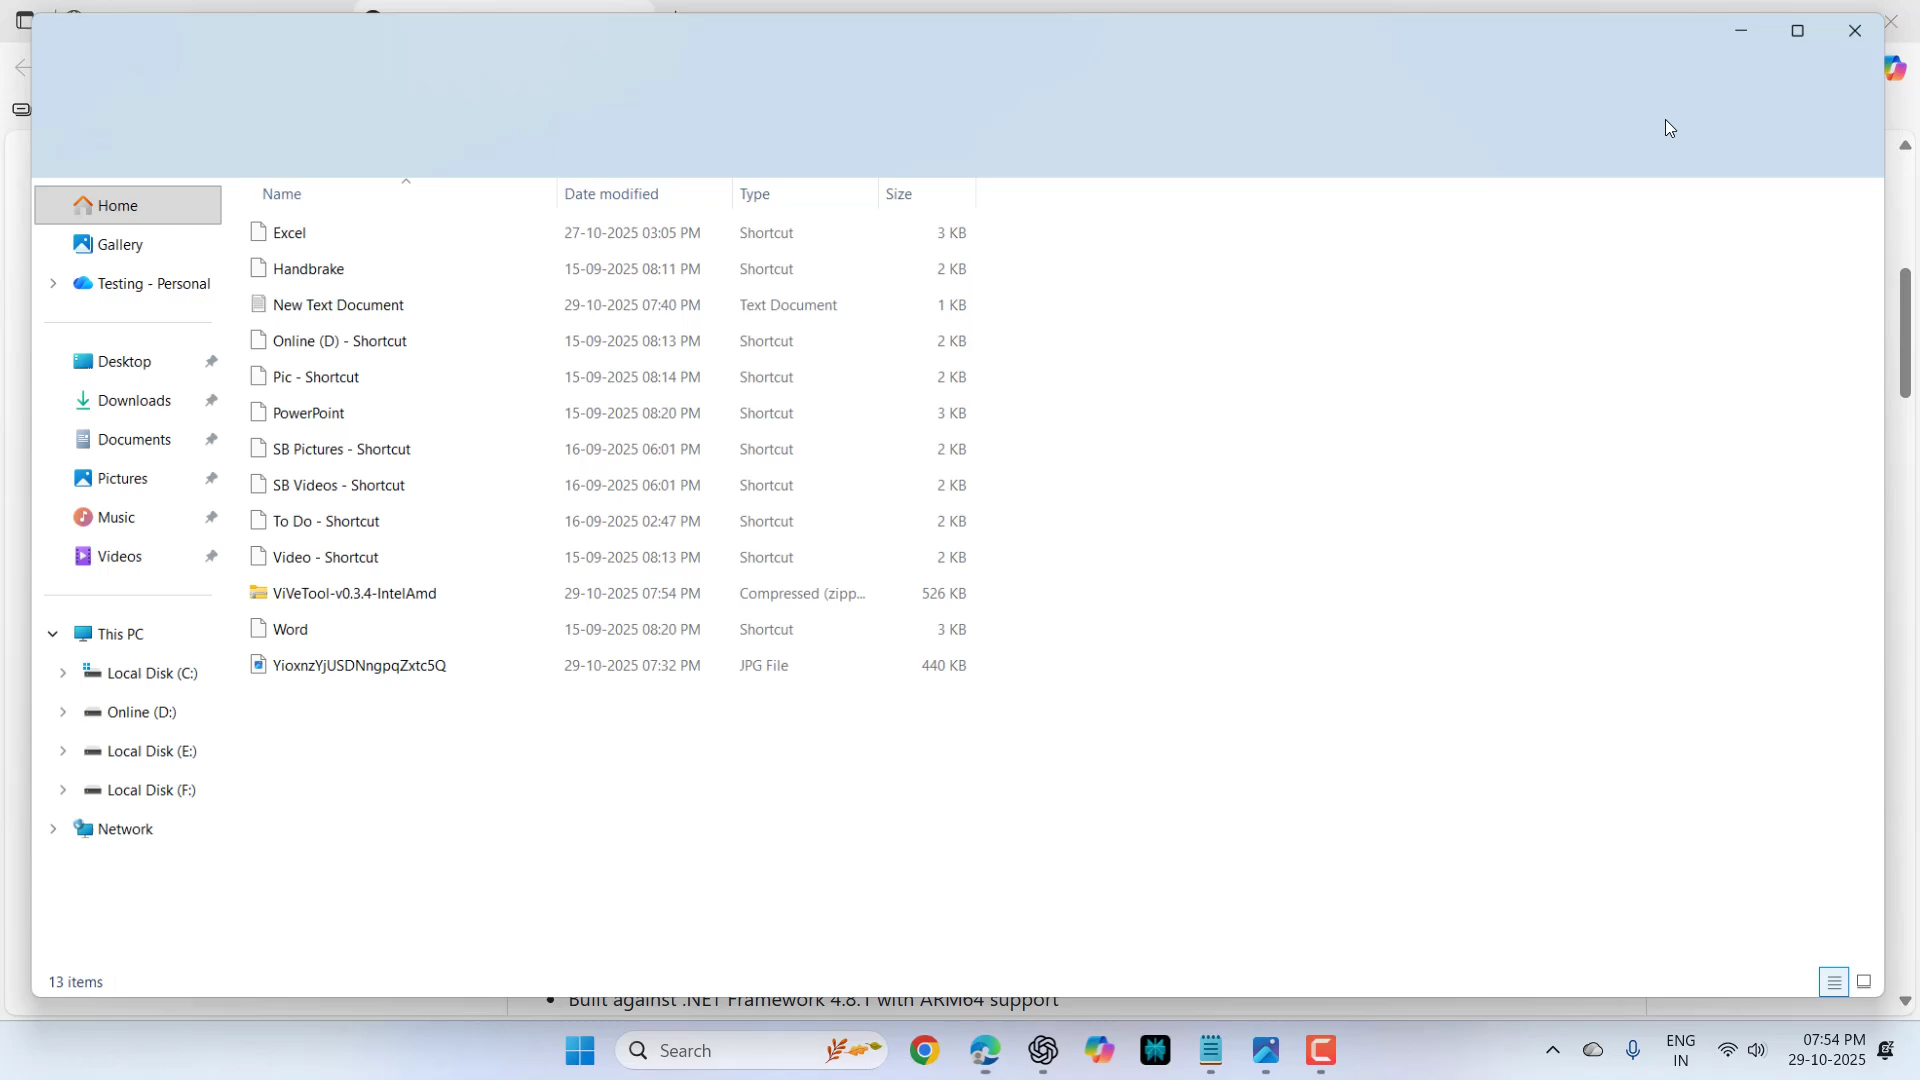 Name Date modified Type Size
Home
Gallery
Testing - Personal
Desktop
Downloads
Documents
Pictures
Music
Videos
This PC
Local Disk (C:)
Online (D:)
Local Disk (E:)
Local Disk (F:)
Network
Excel 27-10-2025 03:05 PM Shortcut 3 KB
Handbrake 15-09-2025 08:11 PM Shortcut 2 KB
New Text Document 29-10-2025 07:40 PM Text Document 1 KB
Online (D) - Shortcut 15-09-2025 08:13 PM Shortcut 2 KB
Pic - Shortcut 15-09-2025 08:14 PM Shortcut 2 KB
PowerPoint 15-09-2025 08:20 PM Shortcut 3 KB
SB Pictures - Shortcut 16-09-2025 06:01 PM Shortcut 2 KB
SB Videos - Shortcut 16-09-2025 06:01 PM Shortcut 2 KB
To Do - Shortcut 16-09-2025 02:47 PM Shortcut 2 KB
Video - Shortcut 15-09-2025 08:13 PM Shortcut 2 KB
ViVeTool-v0.3.4-IntelAmd 29-10-2025 07:54 PM Compressed (zipp... 526 KB
Word 15-09-2025 08:20 PM Shortcut 3 KB
YioxnzYjUSDNngpqZxtc5Q 29-10-2025 07:32 PM JPG File 440 KB
13 items
Built against .NET Framework 4.8.1 with ARM64 support
Search
ENG
IN
07:54 PM
29-10-2025